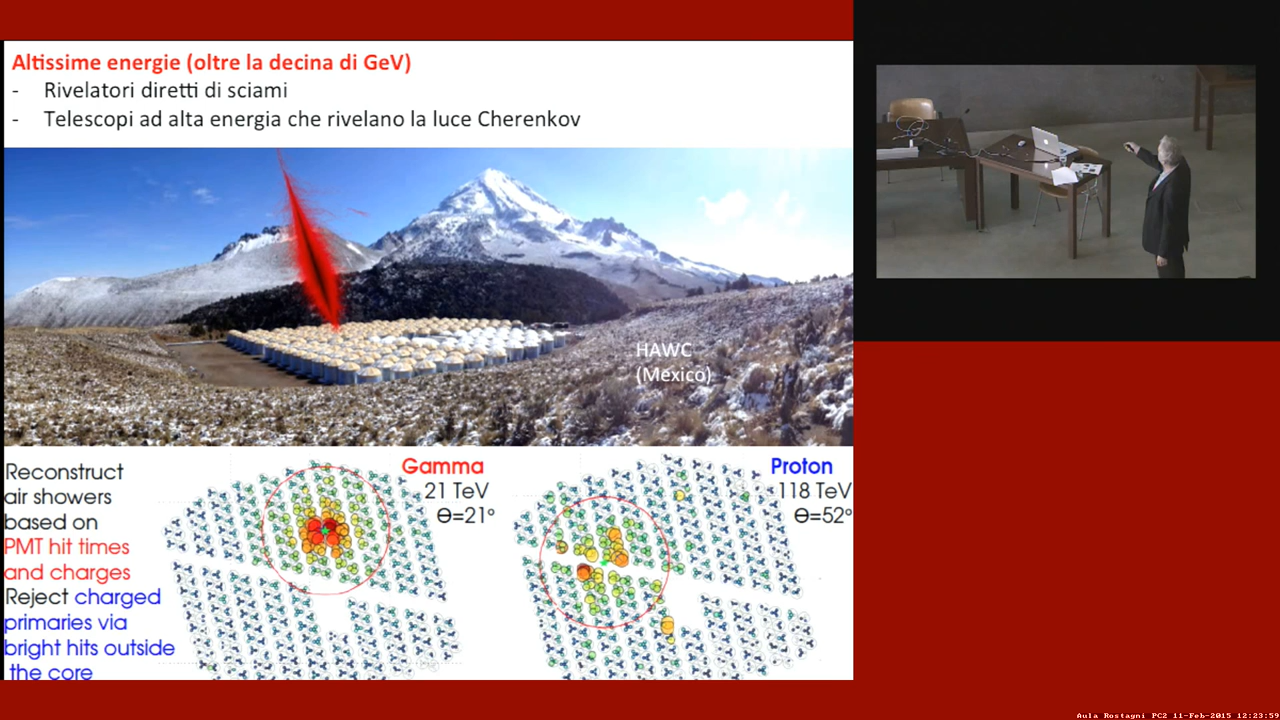 Altissime energie (oltre la decina di GeV)
- Rivelatori diretti di sciami
- Telescopi ad alta energia che rivelano la luce Cherenkov
HAWC
(Mexico)
Reconstruct
air showers
based on
PMT hit times
and charges
Reject charged
primaries via
bright hits outside
the core
Gamma
21 TeV
Θ=21°
Proton
118 TeV
Θ=52°
Aula Rostagni PC2 11-Feb-2015 12:23:59